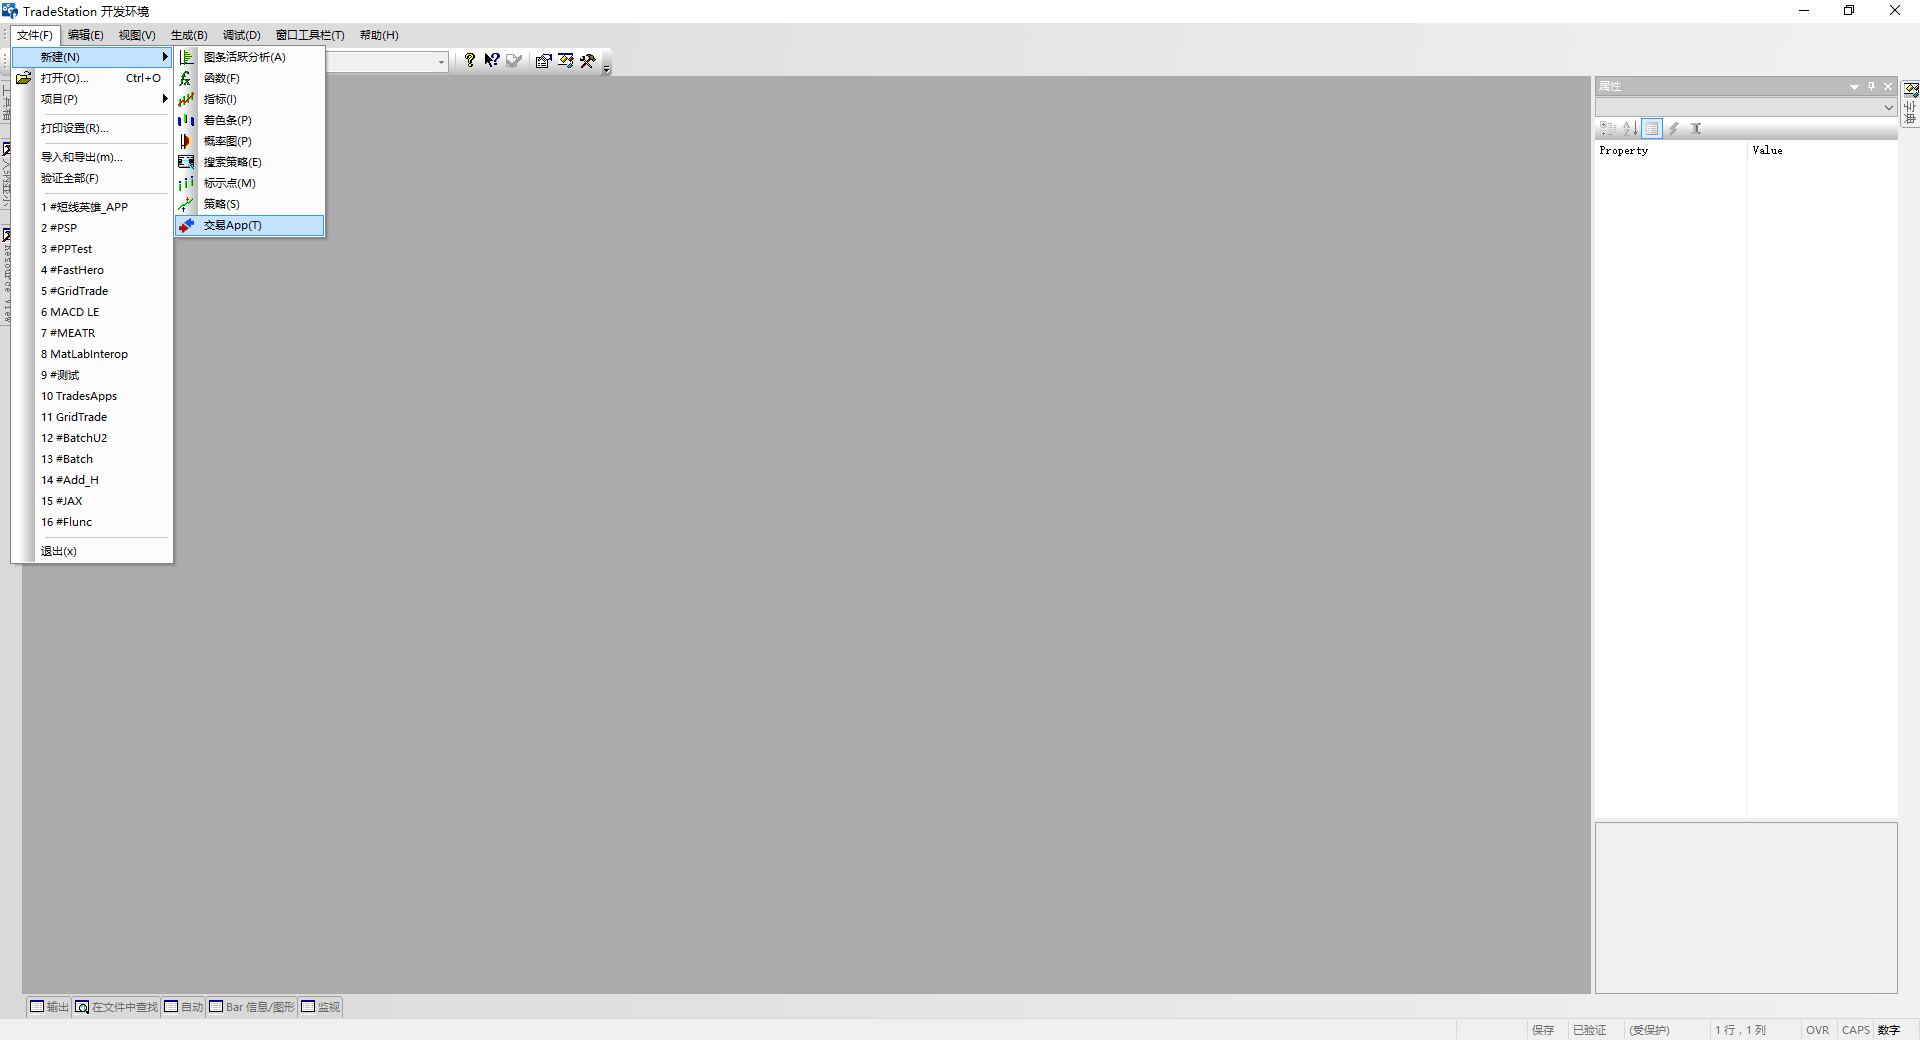 TradeStation 开发环境
文件(F) 编辑(E) 视图(V) 生成(B) 调试(D) 窗口工具栏(T) 帮助(H)
新建(N)
打开(O)... Ctrl+O
项目(P)
打印设置(R)...
导入和导出(m)...
验证全部(F)
1 #短线英雄_APP
2 #PSP
3 #PPTest
4 #FastHero
5 #GridTrade
6 MACD LE
7 #MEATR
8 MatLabInterop
9 #测试
10 TradesApps
11 GridTrade
12 #BatchU2
13 #Batch
14 #Add_H
15 #JAX
16 #Flunc
退出(x)
图条活跃分析(A)
函数(F)
指标(I)
着色条(P)
概率图(P)
搜索策略(E)
标示点(M)
策略(S)
交易App(T)
属性
Property Value
输出 在文件中查找 自动 Bar 信息/图形 监视
保存 已验证 (受保护) 1 行，1 列 OVR CAPS 数字